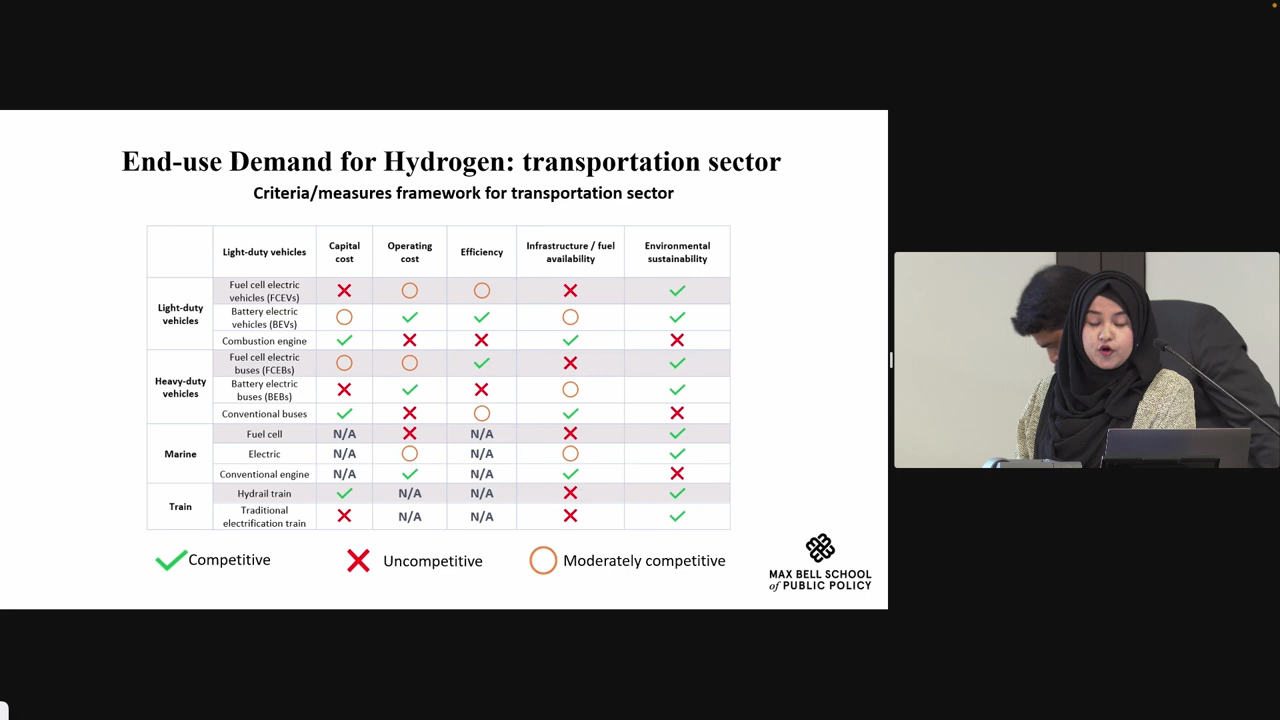 End-use Demand for Hydrogen: transportation sector
Criteria/measures framework for transportation sector
Light-duty vehicles
Capital
cost
Operating
cost
Efficiency
Infrastructure / fuel
availability
Environmental
sustainability
Light-duty
vehicles
Fuel cell electric
vehicles (FCEVs)
Battery electric
vehicles (BEVs)
Combustion engine
Heavy-duty
vehicles
Fuel cell electric
buses (FCEBs)
Battery electric
buses (BEBs)
Conventional buses
Marine
Fuel cell
N/A
N/A
Electric
N/A
N/A
Conventional engine
N/A
N/A
Train
Hydrail train
N/A
N/A
Traditional
electrification train
N/A
N/A
Competitive
Uncompetitive
Moderately competitive
MAX BELL SCHOOL
of PUBLIC POLICY